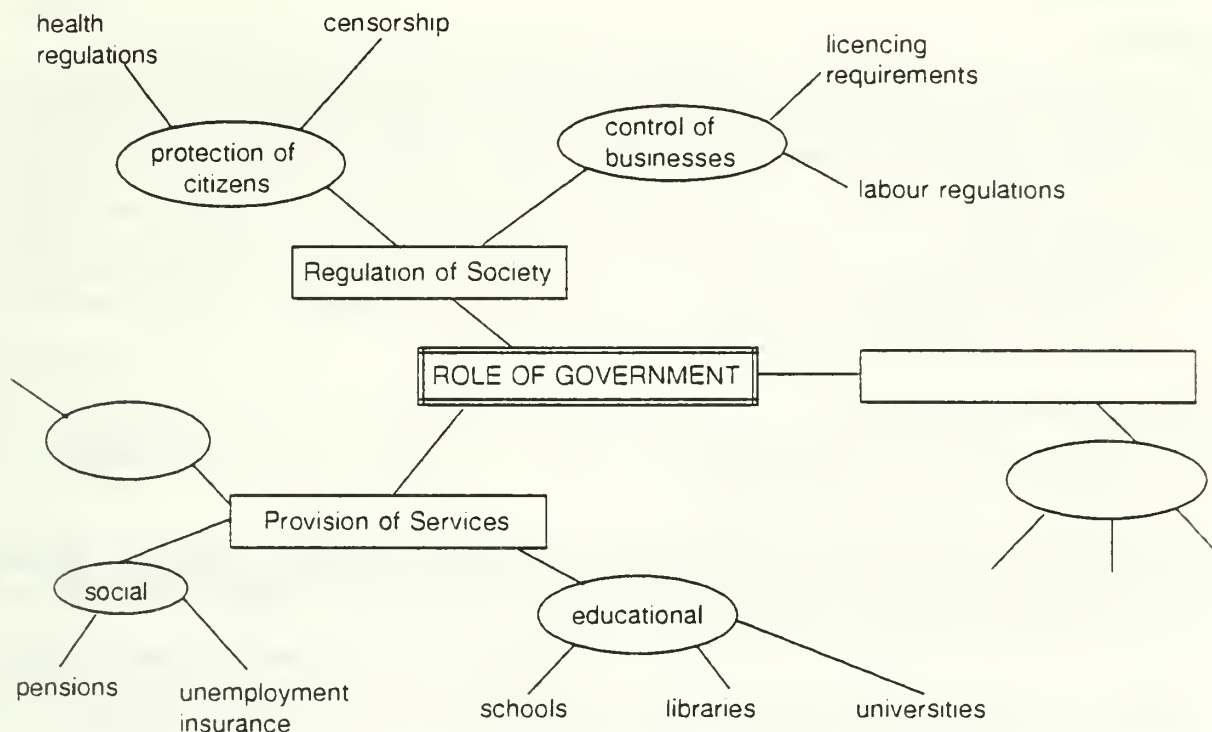 health
regulations
censorship
licencing
requirements
protection of
citizens
control of
businesses
labour regulations
Regulation of Society
ROLE OF GOVERNMENT
Provision of Services
social
educational
pensions
unemployment
insurance
schools
libraries
universities